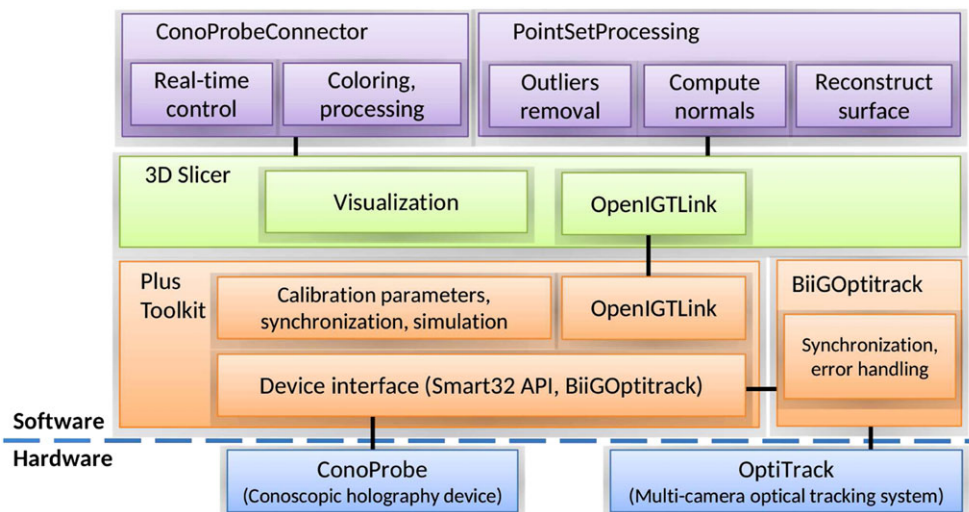 ConoProbeConnector
Real-time
control
Coloring,
processing
PointSetProcessing
Outliers
removal
Compute
normals
Reconstruct
surface
3D Slicer
Visualization
OpenIGTLink
Plus
Toolkit
Calibration parameters,
synchronization, simulation
OpenIGTLink
Device interface (Smart32 API, BiiGOptitrack)
BiiGOptitrack
Synchronization,
error handling
Software
Hardware
ConoProbe
(Conoscopic holography device)
OptiTrack
(Multi-camera optical tracking system)